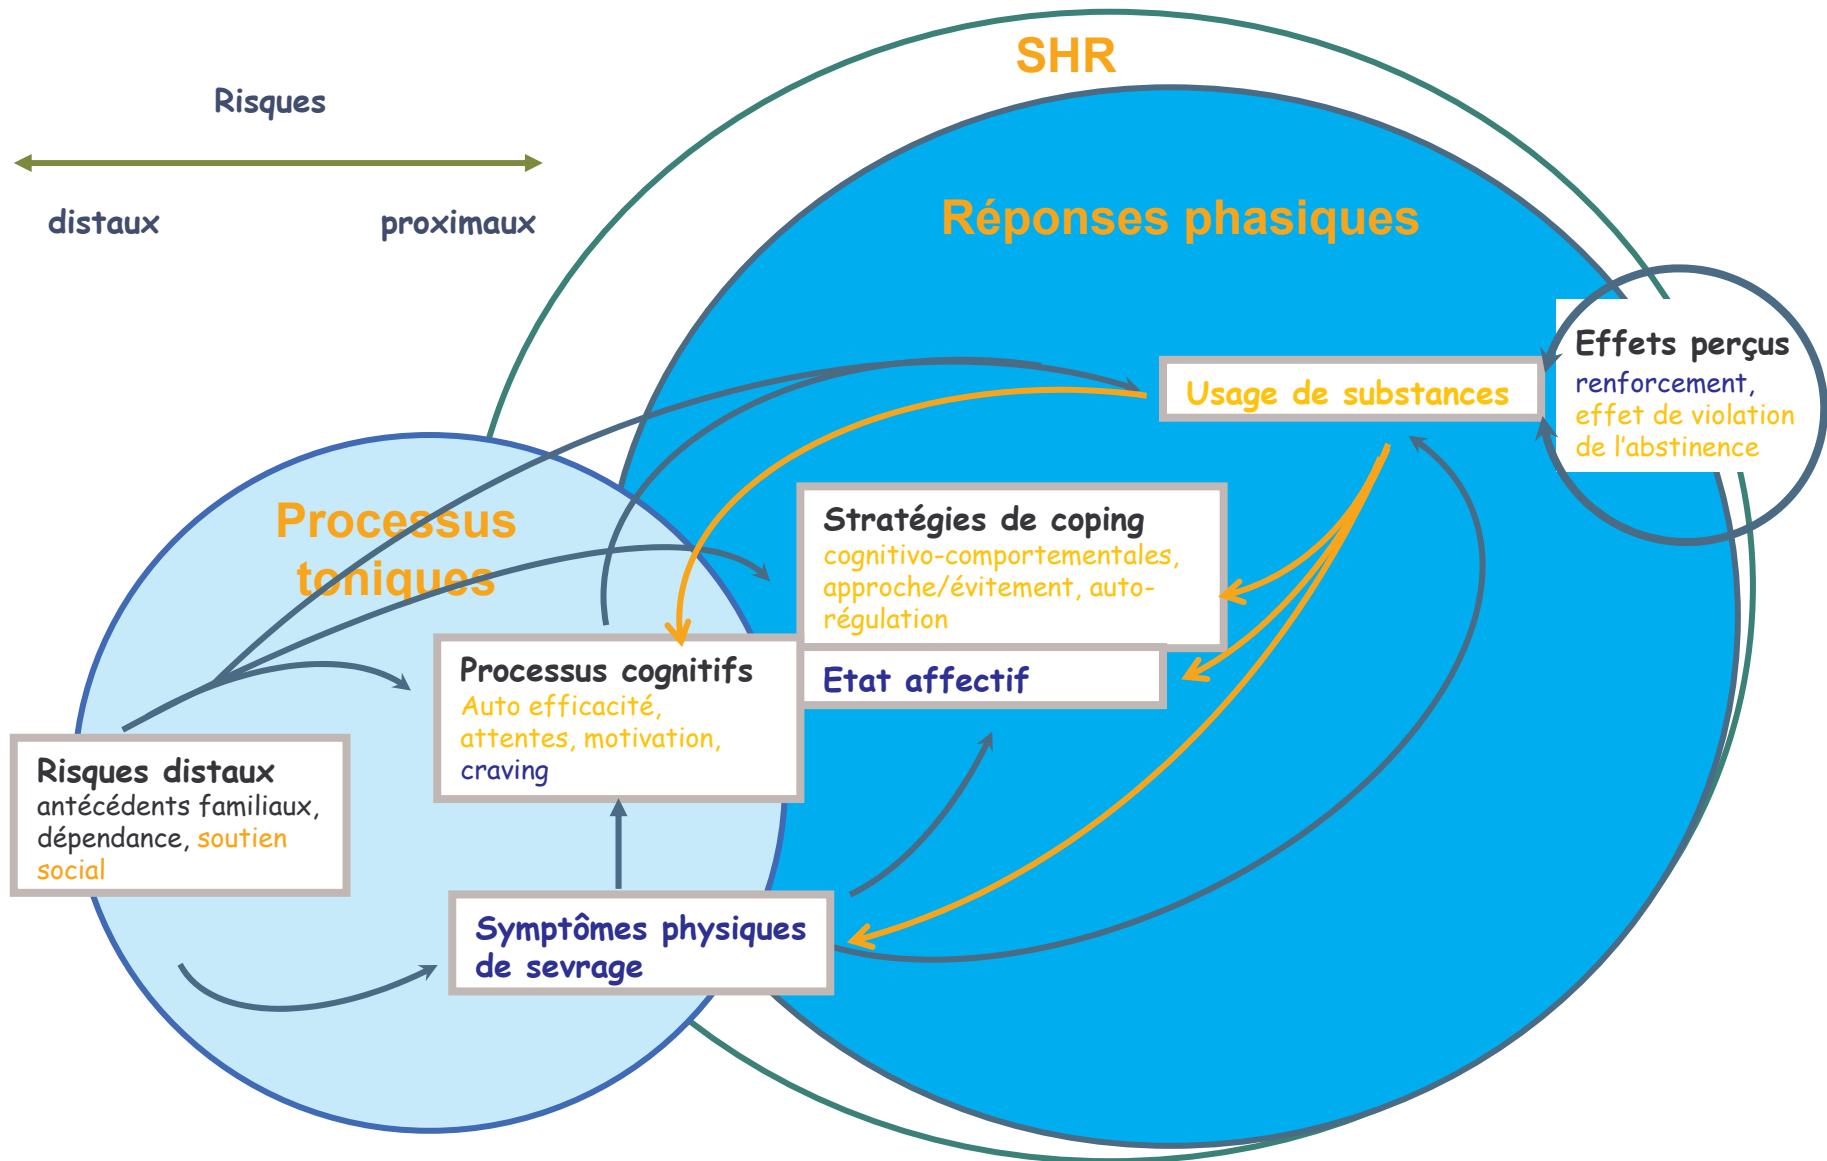 SHR
Risques
distaux
proximaux
Réponses phasiques
Effets perçus
renforcement,
effet de violation
de l'abstinence
Usage de substances
Processus
toniques
Stratégies de coping
cognitivo-comportementales,
approche/évitement, auto-
régulation
Etat affectif
Processus cognitifs
Auto efficacité,
attentes, motivation,
craving
Risques distaux
antécédents familiaux,
dépendance, soutien
social
Symptômes physiques
de sevrage